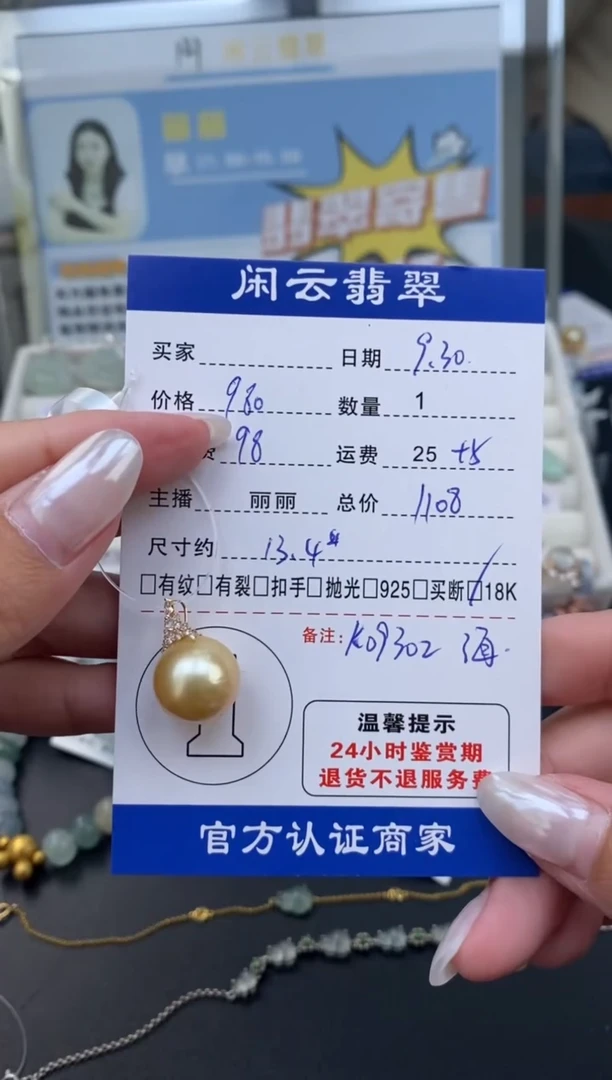 闲云翡翠
买家 日期 9.30.
价格 980 数量 1
费 98 运费 25 +5
主播 丽丽 总价 1108
尺寸约 13.4
□有纹□有裂□扣手□抛光□925□买断□18K
备注: K09302 海.
温馨提示
24小时鉴赏期
退货不退服务费
官方认证商家